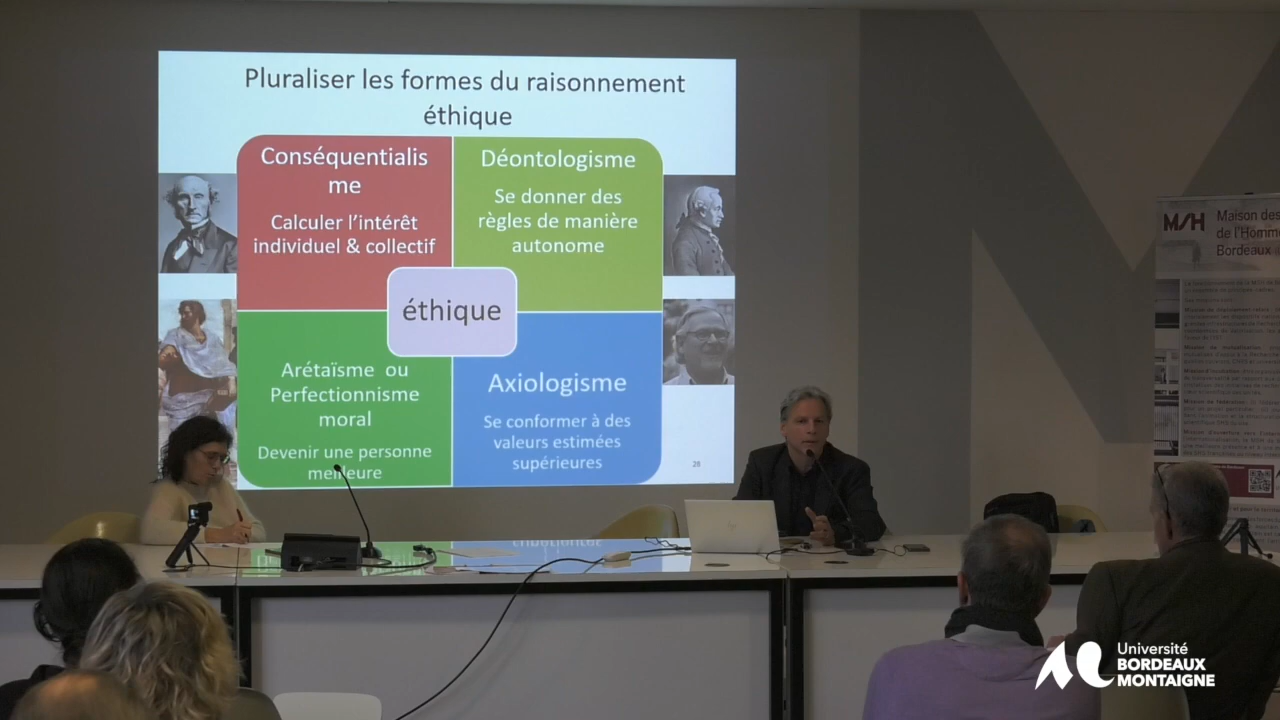 Pluraliser les formes du raisonnement
éthique
Conséquentialis
me
Calculer l'intérêt
individuel & collectif
Déontologisme
Se donner des
règles de manière
autonome
éthique
Arétaïsme ou
Perfectionnisme
moral
Devenir une personne
meilleure
Axiologisme
Se conformer à des
valeurs estimées
supérieures
28
M/H
Maison des
de l'Homme
Bordeaux
Université
BORDEAUX
MONTAIGNE